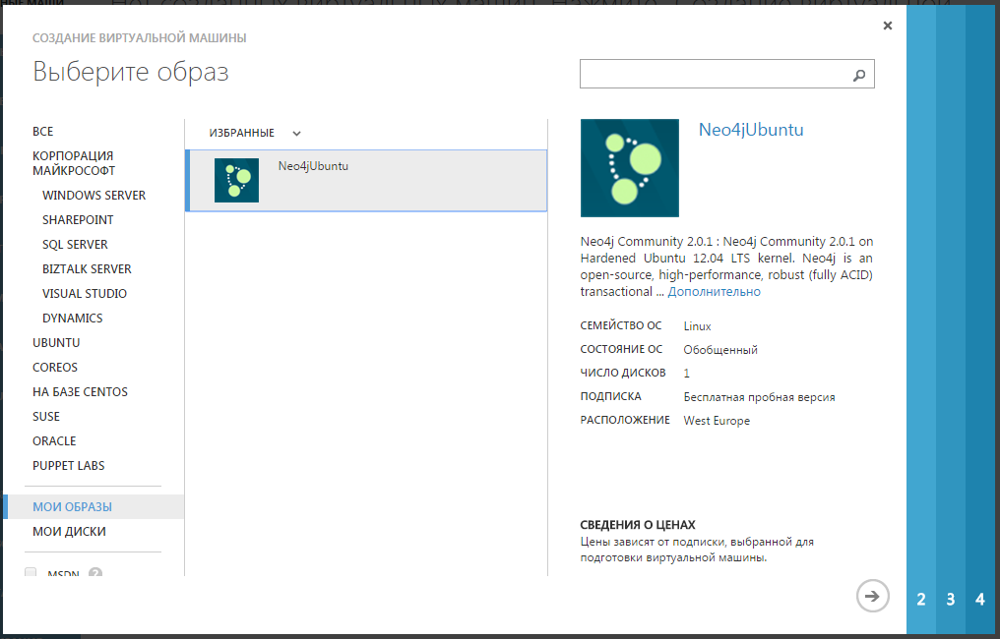 СОЗДАНИЕ ВИРТУАЛЬНОЙ МАШИНЫ
Выберите образ
ВСЕ
КОРПОРАЦИЯ
МАЙКРОСОФТ
WINDOWS SERVER
SHAREPOINT
SQL SERVER
BIZTALK SERVER
VISUAL STUDIO
DYNAMICS
UBUNTU
COREOS
НА БАЗЕ CENTOS
SUSE
ORACLE
PUPPET LABS
МОИ ОБРАЗЫ
МОИ ДИСКИ
MSDN ?
ИЗБРАННЫЕ
Neo4jUbuntu
Neo4jUbuntu
Neo4j Community 2.0.1 : Neo4j Community 2.0.1 on
Hardened Ubuntu 12.04 LTS kernel. Neo4j is an
open-source, high-performance, robust (fully ACID)
transactional ... Дополнительно
СЕМЕЙСТВО ОС Linux
СОСТОЯНИЕ ОС Обобщенный
ЧИСЛО ДИСКОВ 1
ПОДПИСКА Бесплатная пробная версия
РАСПОЛОЖЕНИЕ West Europe
СВЕДЕНИЯ О ЦЕНАХ
Цены зависят от подписки, выбранной для
подготовки виртуальной машины.
2 3 4